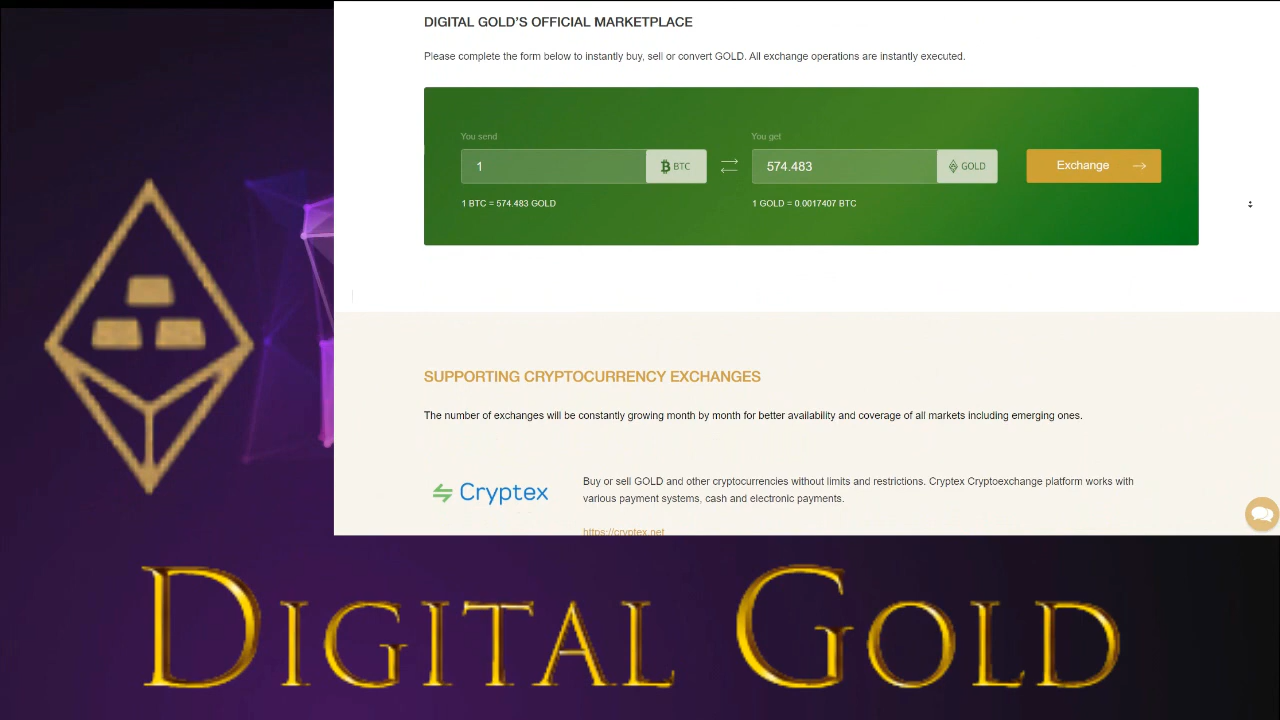 DIGITAL GOLD'S OFFICIAL MARKETPLACE
Please complete the form below to instantly buy, sell or convert GOLD. All exchange operations are instantly executed.
You send
You get
1
BTC
574.483
GOLD
Exchange
1 BTC = 574.483 GOLD
1 GOLD = 0.0017407 BTC
SUPPORTING CRYPTOCURRENCY EXCHANGES
The number of exchanges will be constantly growing month by month for better availability and coverage of all markets including emerging ones.
Cryptex
Buy or sell GOLD and other cryptocurrencies without limits and restrictions. Cryptex Cryptoexchange platform works with
various payment systems, cash and electronic payments.
https://cryptex.net
DIGITAL GOLD